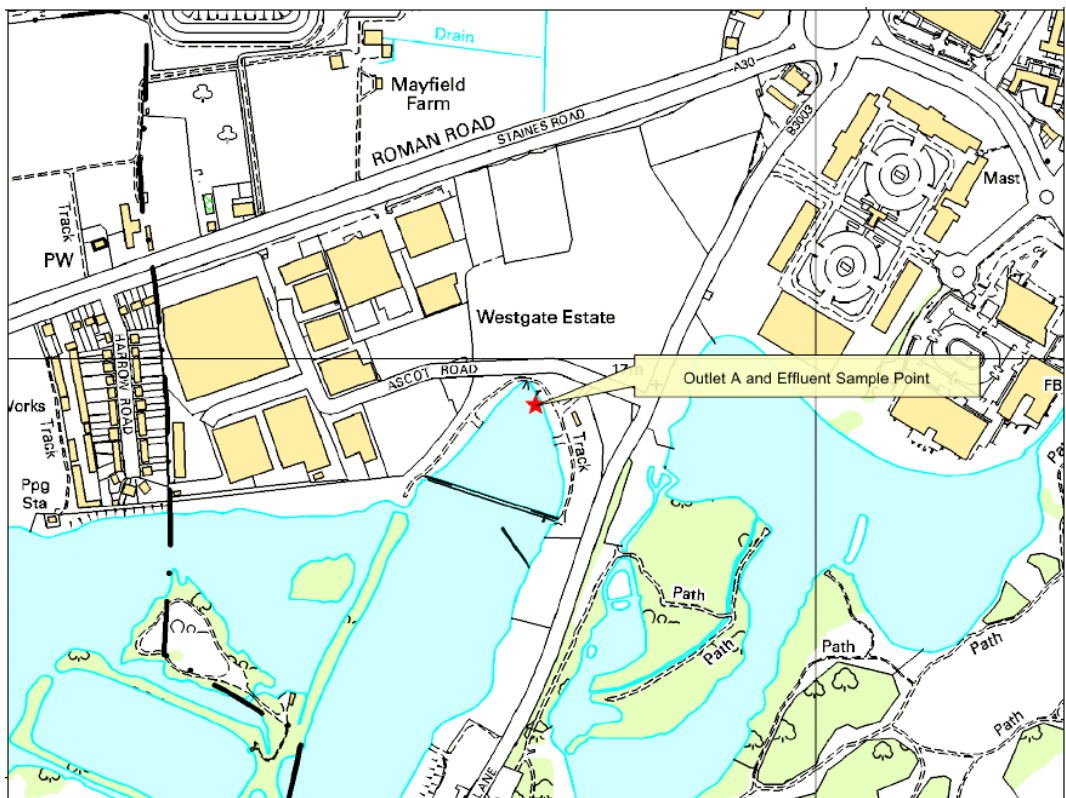 Drain
Mayfield
Farm
A30
ROMAN ROAD
STAINES ROAD
B3003
Mast
Track
PW
Westgate Estate
HARROW ROAD
ASCOT ROAD
Outlet A and Effluent Sample Point
FB
Works
Track
Track
Ppg
Sta
Path
Path
Path
Path
Path
LANE